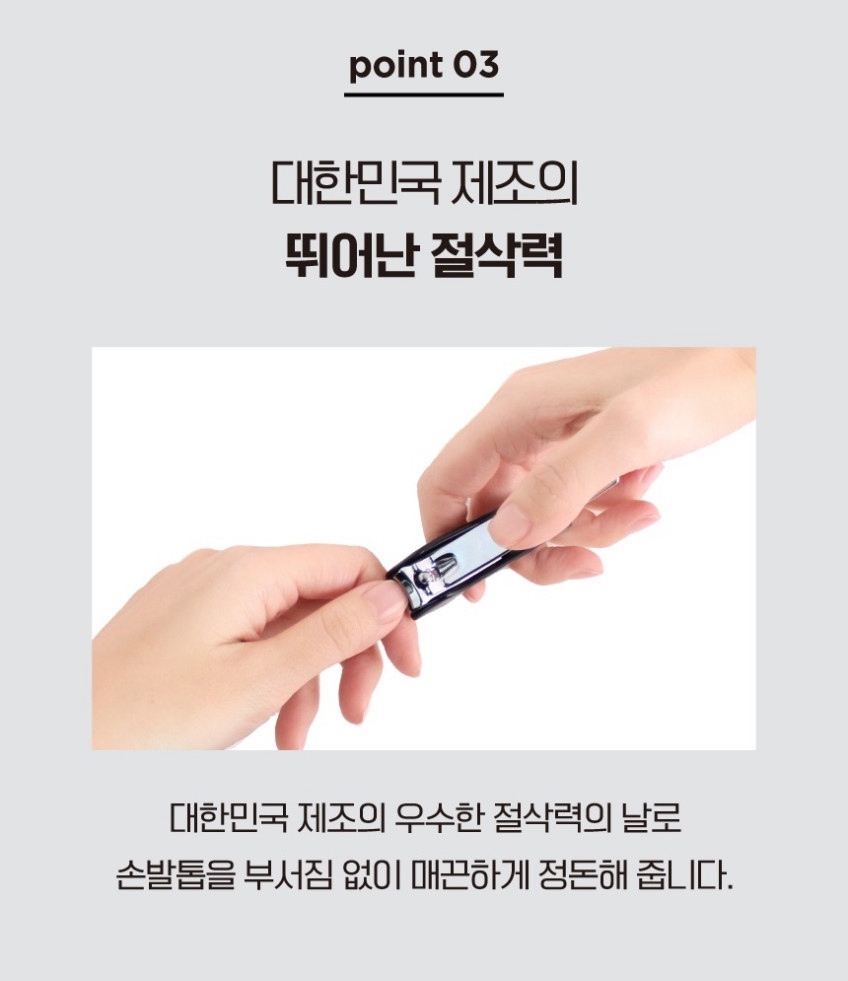 point 03
대한민국 제조의
뛰어난 절삭력
대한민국 제조의 우수한 절삭력의 날로
손발톱을 부서짐 없이 매끈하게 정돈해 줍니다.